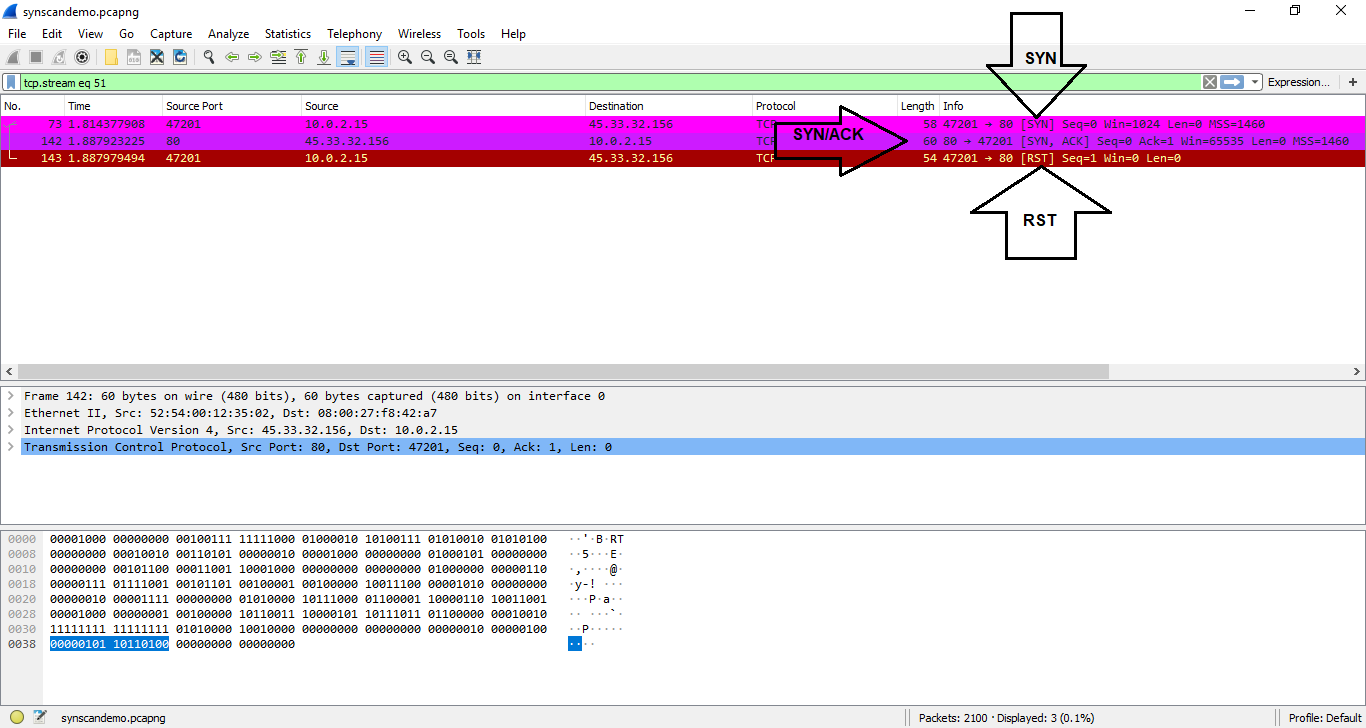 synscandemo.pcapng
File Edit View Go Capture Analyze Statistics Telephony Wireless Tools Help
SYN
tcp.stream eq 51 Expression... +
No. Time Source Port Source Destination Protocol Length Info
73 1.814377908 47201 10.0.2.15 45.33.32.156 TCP 58 47201 → 80 [SYN] Seq=0 Win=1024 Len=0 MSS=1460
SYN/ACK
142 1.887923225 80 45.33.32.156 10.0.2.15 TCP 60 80 → 47201 [SYN, ACK] Seq=0 Ack=1 Win=65535 Len=0 MSS=1460
143 1.887979494 47201 10.0.2.15 45.33.32.156 TCP 54 47201 → 80 [RST] Seq=1 Win=0 Len=0
RST
Frame 142: 60 bytes on wire (480 bits), 60 bytes captured (480 bits) on interface 0
Ethernet II, Src: 52:54:00:12:35:02, Dst: 08:00:27:f8:42:a7
Internet Protocol Version 4, Src: 45.33.32.156, Dst: 10.0.2.15
Transmission Control Protocol, Src Port: 80, Dst Port: 47201, Seq: 0, Ack: 1, Len: 0
0000 00001000 00000000 00100111 11111000 01000010 10100111 01010010 01010100 ··'·B·RT
0008 00000000 00010010 00110101 00000010 00001000 00000000 01000101 00000000 ··5···E·
0010 00000000 00101100 00011001 10001000 00000000 00000000 01000000 00000110 ·,····@·
0018 00000111 01111001 00101101 00100001 00100000 10011100 00001010 00000000 ·y-! ···
0020 00000010 00001111 00000000 01010000 10111000 01100001 10000110 10011001 ···P·a··
0028 00001000 00000001 00100000 10110011 10000101 10111011 01100000 00010010 ·· ···`·
0030 11111111 11111111 01010000 10010000 00000000 00000000 00000010 00000100 ··P·····
0038 00000101 10110100 00000000 00000000 ····
synscandemo.pcapng Packets: 2100 · Displayed: 3 (0.1%) Profile: Default